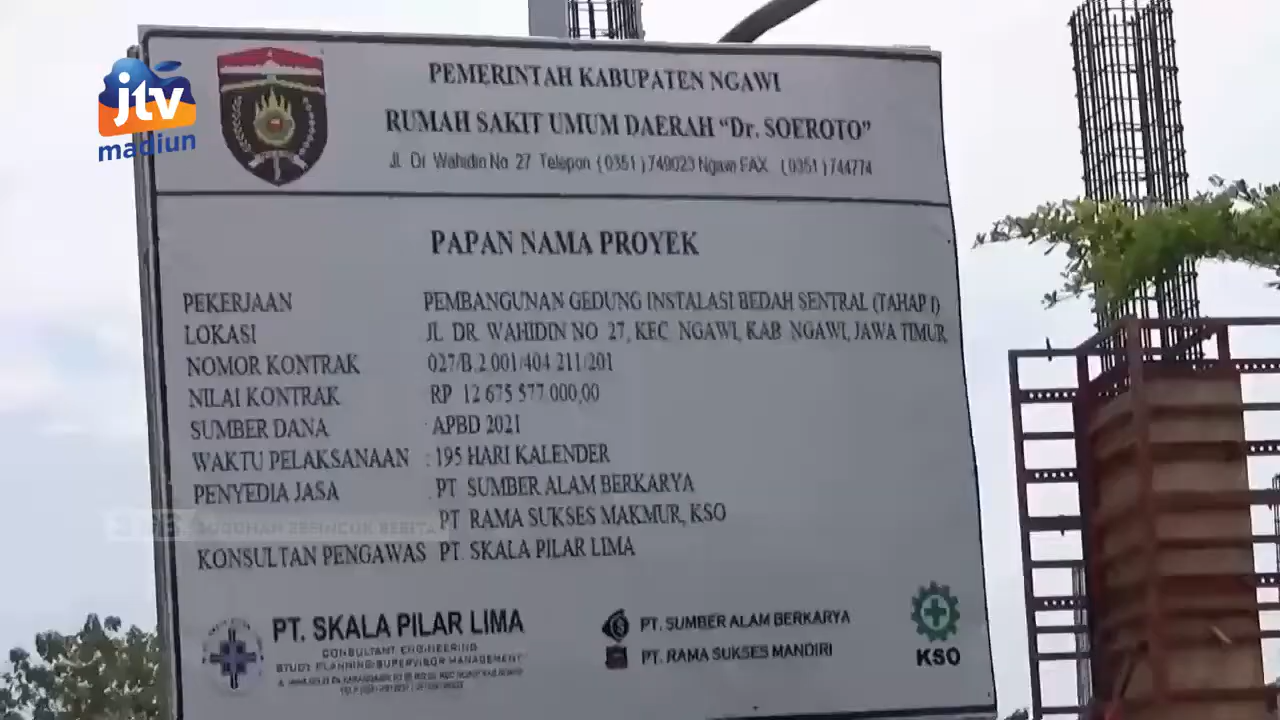 jtv
madiun
PEMERINTAH KABUPATEN NGAWI
RUMAH SAKIT UMUM DAERAH “Dr. SOEROTO”
Jl. Dr Wahidin No 27 Telepon ( 0351 ) 749023 Ngawi FAX. ( 0351 ) 744774
PAPAN NAMA PROYEK
PEKERJAAN PEMBANGUNAN GEDUNG INSTALASI BEDAH SENTRAL (TAHAP I)
LOKASI JL DR WAHIDIN NO 27, KEC NGAWI, KAB NGAWI, JAWA TIMUR
NOMOR KONTRAK 027/B.2.001/404 211/201
NILAI KONTRAK RP 12 675 577 000,00
SUMBER DANA APBD 2021
WAKTU PELAKSANAAN : 195 HARI KALENDER
PENYEDIA JASA PT SUMBER ALAM BERKARYA
PT RAMA SUKSES MAKMUR, KSO
KONSULTAN PENGAWAS PT. SKALA PILAR LIMA
PT. SKALA PILAR LIMA
CONSULTANT ENGINEERING
STUDY PLANNING/SUPERVISOR MANAGEMENT
PT. SUMBER ALAM BERKARYA
PT. RAMA SUKSES MANDIRI
KSO